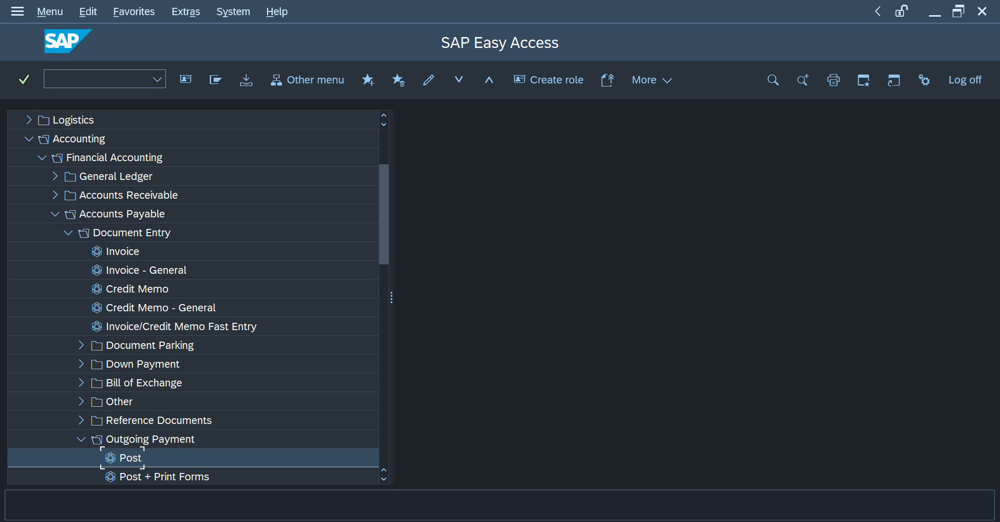 Menu Edit Favorites Extras System Help
SAP SAP Easy Access
Other menu Create role More Log off
Logistics
Accounting
Financial Accounting
General Ledger
Accounts Receivable
Accounts Payable
Document Entry
Invoice
Invoice - General
Credit Memo
Credit Memo - General
Invoice/Credit Memo Fast Entry
Document Parking
Down Payment
Bill of Exchange
Other
Reference Documents
Outgoing Payment
Post
Post + Print Forms